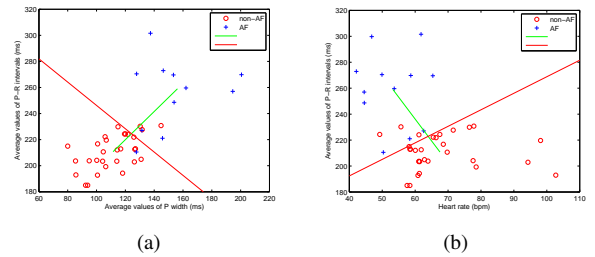 320
300
280
260
240
220
200
180
60 80 100 120 140 160 180 200 220
Average values of P width (ms)
Average values of P−R intervals (ms)
non−AF
AF
(a)
320
300
280
260
240
220
200
180
40 50 60 70 80 90 100 110
Heart rate (bpm)
Average values of P−R intervals (ms)
non−AF
AF
(b)